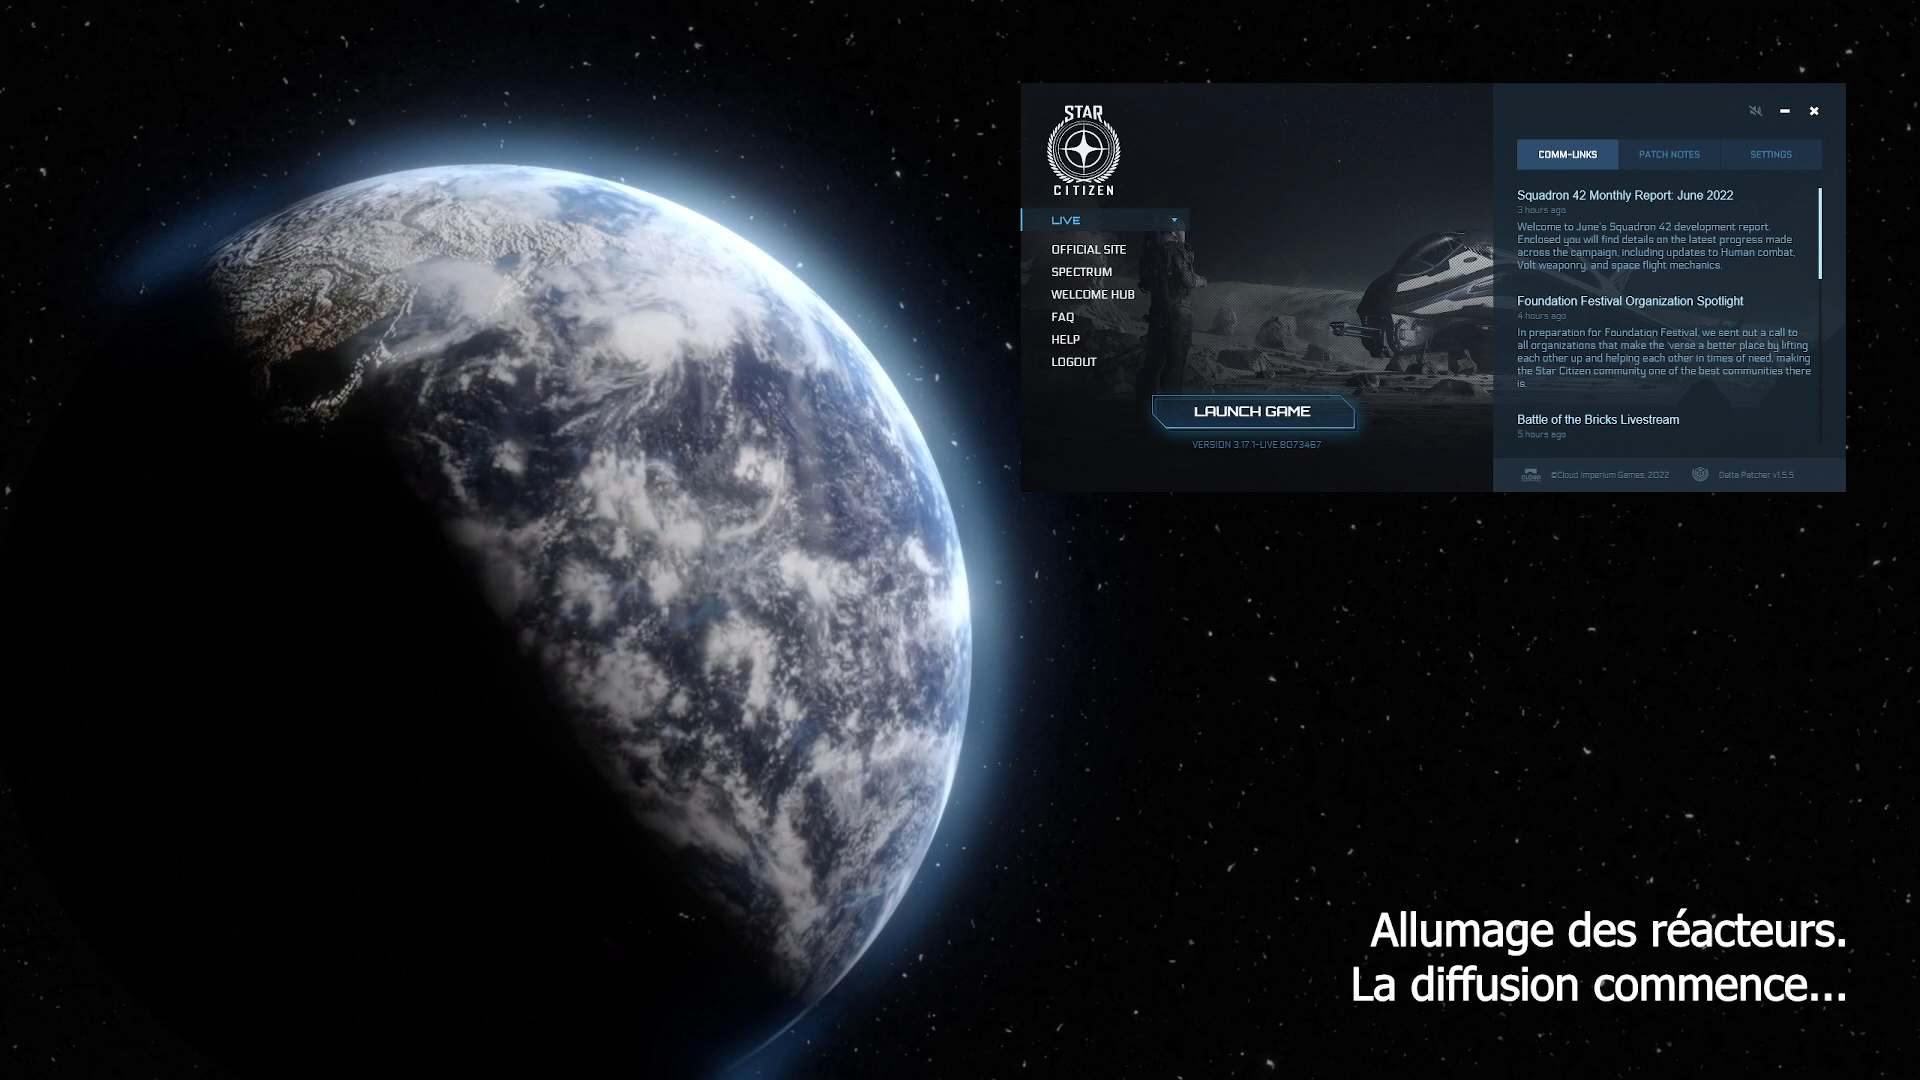 STAR
CITIZEN
LIVE
OFFICIAL SITE
SPECTRUM
WELCOME HUB
FAQ
HELP
LOGOUT
LAUNCH GAME
VERSION 3.17.1-LIVE.8073467
COMM-LINKS
PATCH NOTES
SETTINGS
Squadron 42 Monthly Report: June 2022
3 hours ago
Welcome to June's Squadron 42 development report.
Enclosed you will find details on the latest progress made
across the campaign, including updates to Human combat,
Volt weaponry, and space flight mechanics.
Foundation Festival Organization Spotlight
4 hours ago
In preparation for Foundation Festival, we sent out a call to
all organizations that make the 'verse a better place by lifting
each other up and helping each other in times of need, making
the Star Citizen community one of the best communities there
is.
Battle of the Bricks Livestream
5 hours ago
CLOUD
©Cloud Imperium Games, 2022
Delta Patcher v1.5.5
Allumage des réacteurs.
La diffusion commence...